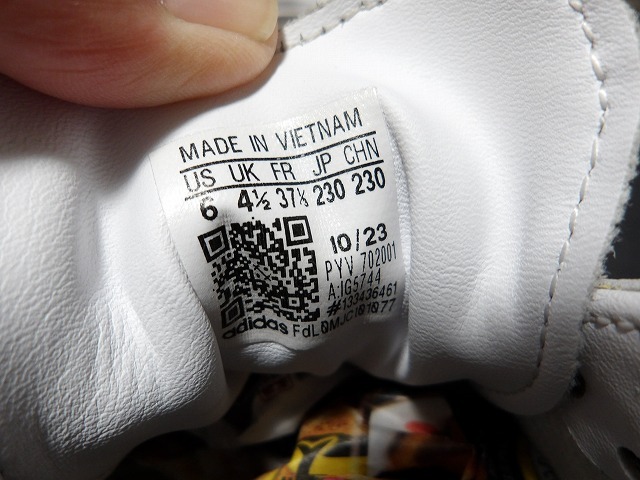 MADE IN VIETNAM
US UK FR JP CHN
6 4½ 37⅓ 230 230
10/23
PYV 702001
A:IG5744
#133436461
adidas FdL0MJCI01077